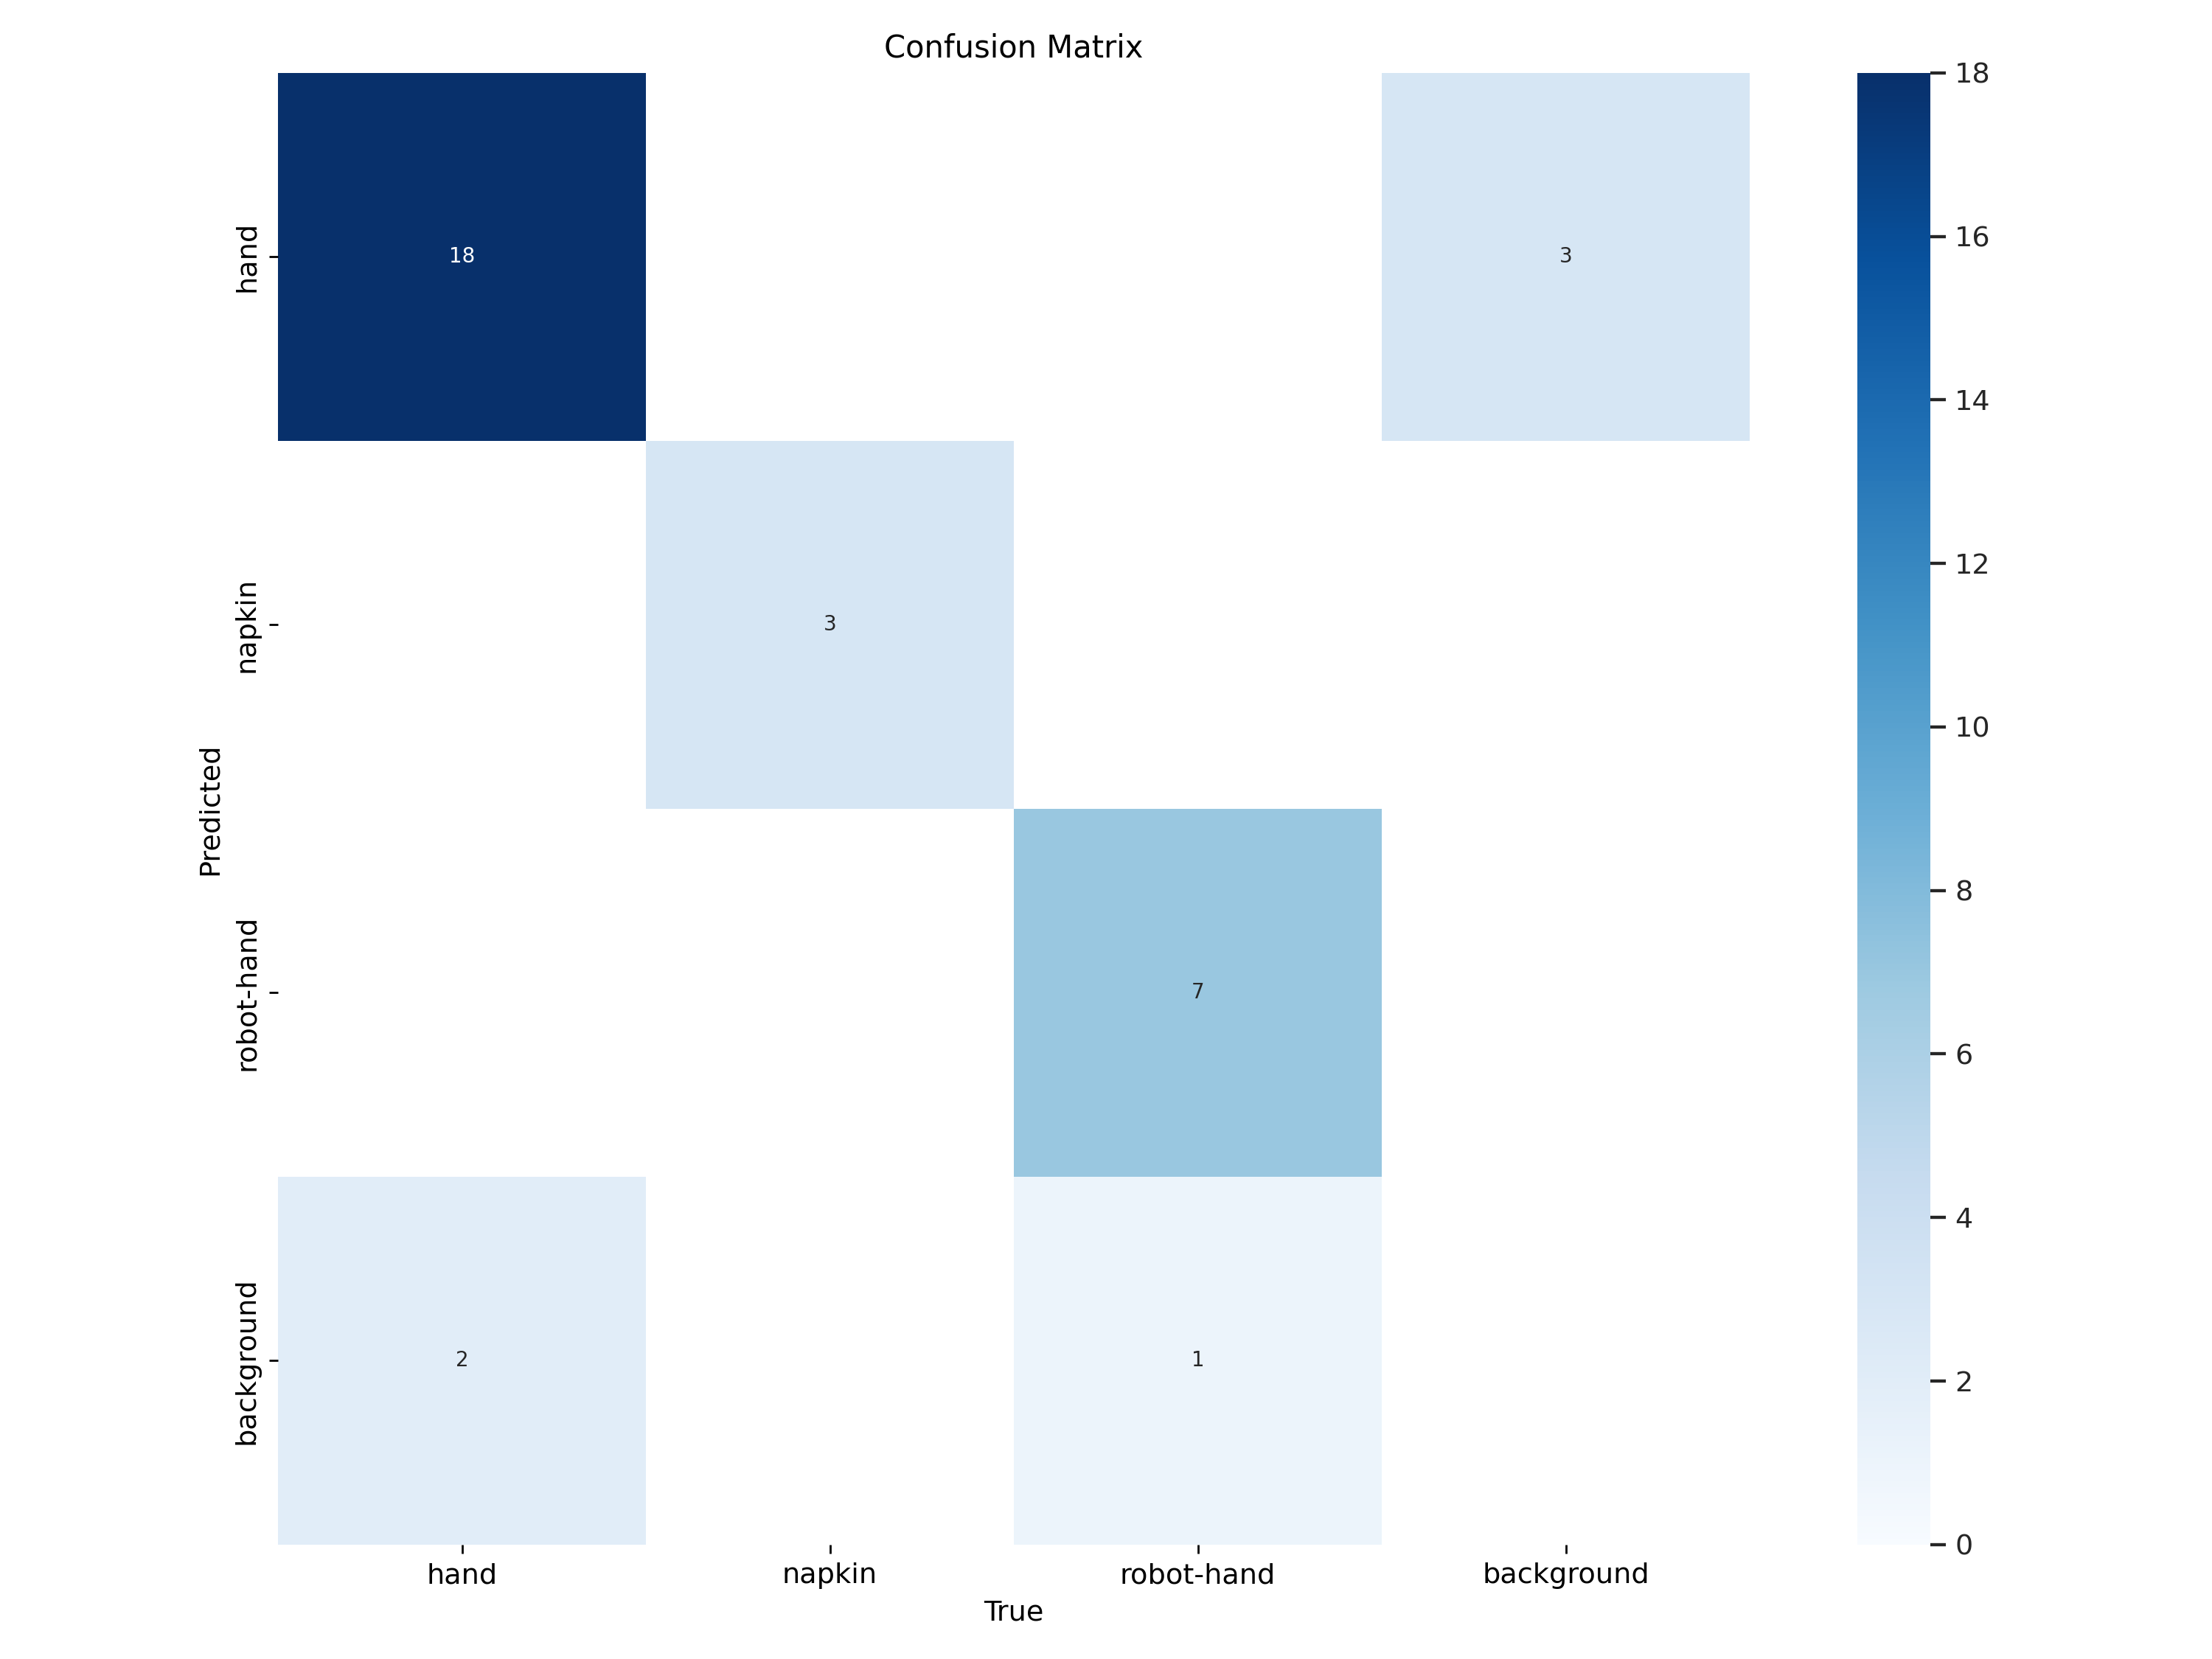 Confusion Matrix
hand
napkin
robot-hand
background
Predicted
18
3
3
7
2
1
hand
napkin
robot-hand
background
True
18
16
14
12
10
8
6
4
2
0